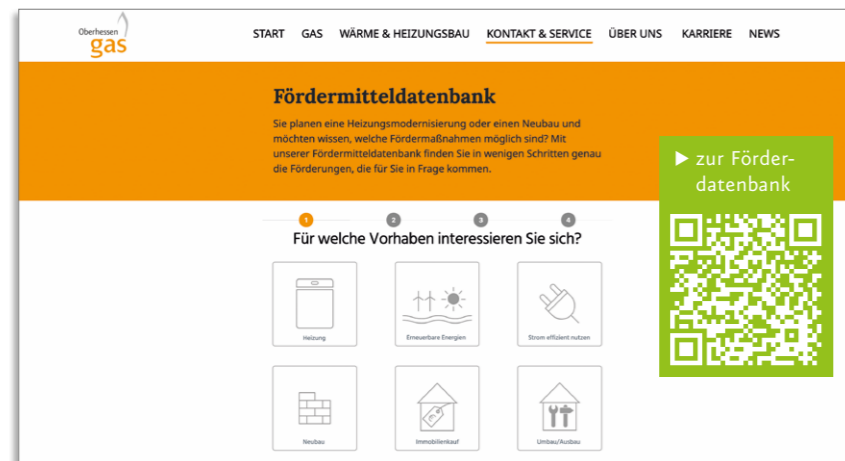 Oberhessen
gas
START GAS WÄRME & HEIZUNGSBAU KONTAKT & SERVICE ÜBER UNS KARRIERE NEWS
Fördermitteldatenbank
Sie planen eine Heizungsmodernisierung oder einen Neubau und
möchten wissen, welche Fördermaßnahmen möglich sind? Mit
unserer Fördermitteldatenbank finden Sie in wenigen Schritten genau
die Förderungen, die für Sie in Frage kommen.
▶ zur Förder-
datenbank
1 2 3 4
Für welche Vorhaben interessieren Sie sich?
Heizung Erneuerbare Energien Strom effizient nutzen
Neubau Immobilienkauf Umbau/Ausbau